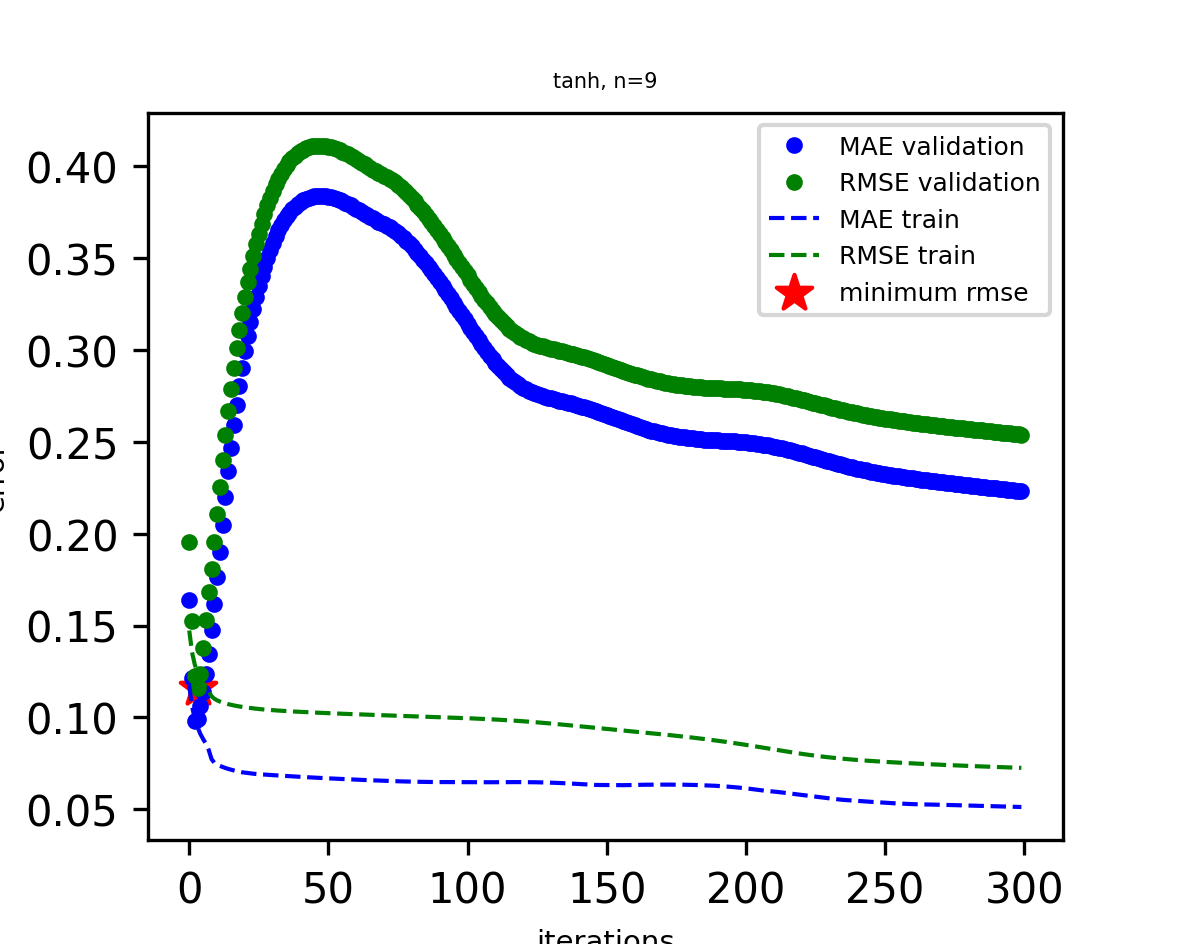 tanh, n=9
0.40
0.35
0.30
0.25
0.20
0.15
0.10
0.05
MAE validation
RMSE validation
MAE train
RMSE train
minimum rmse
0 50 100 150 200 250 300
iterations